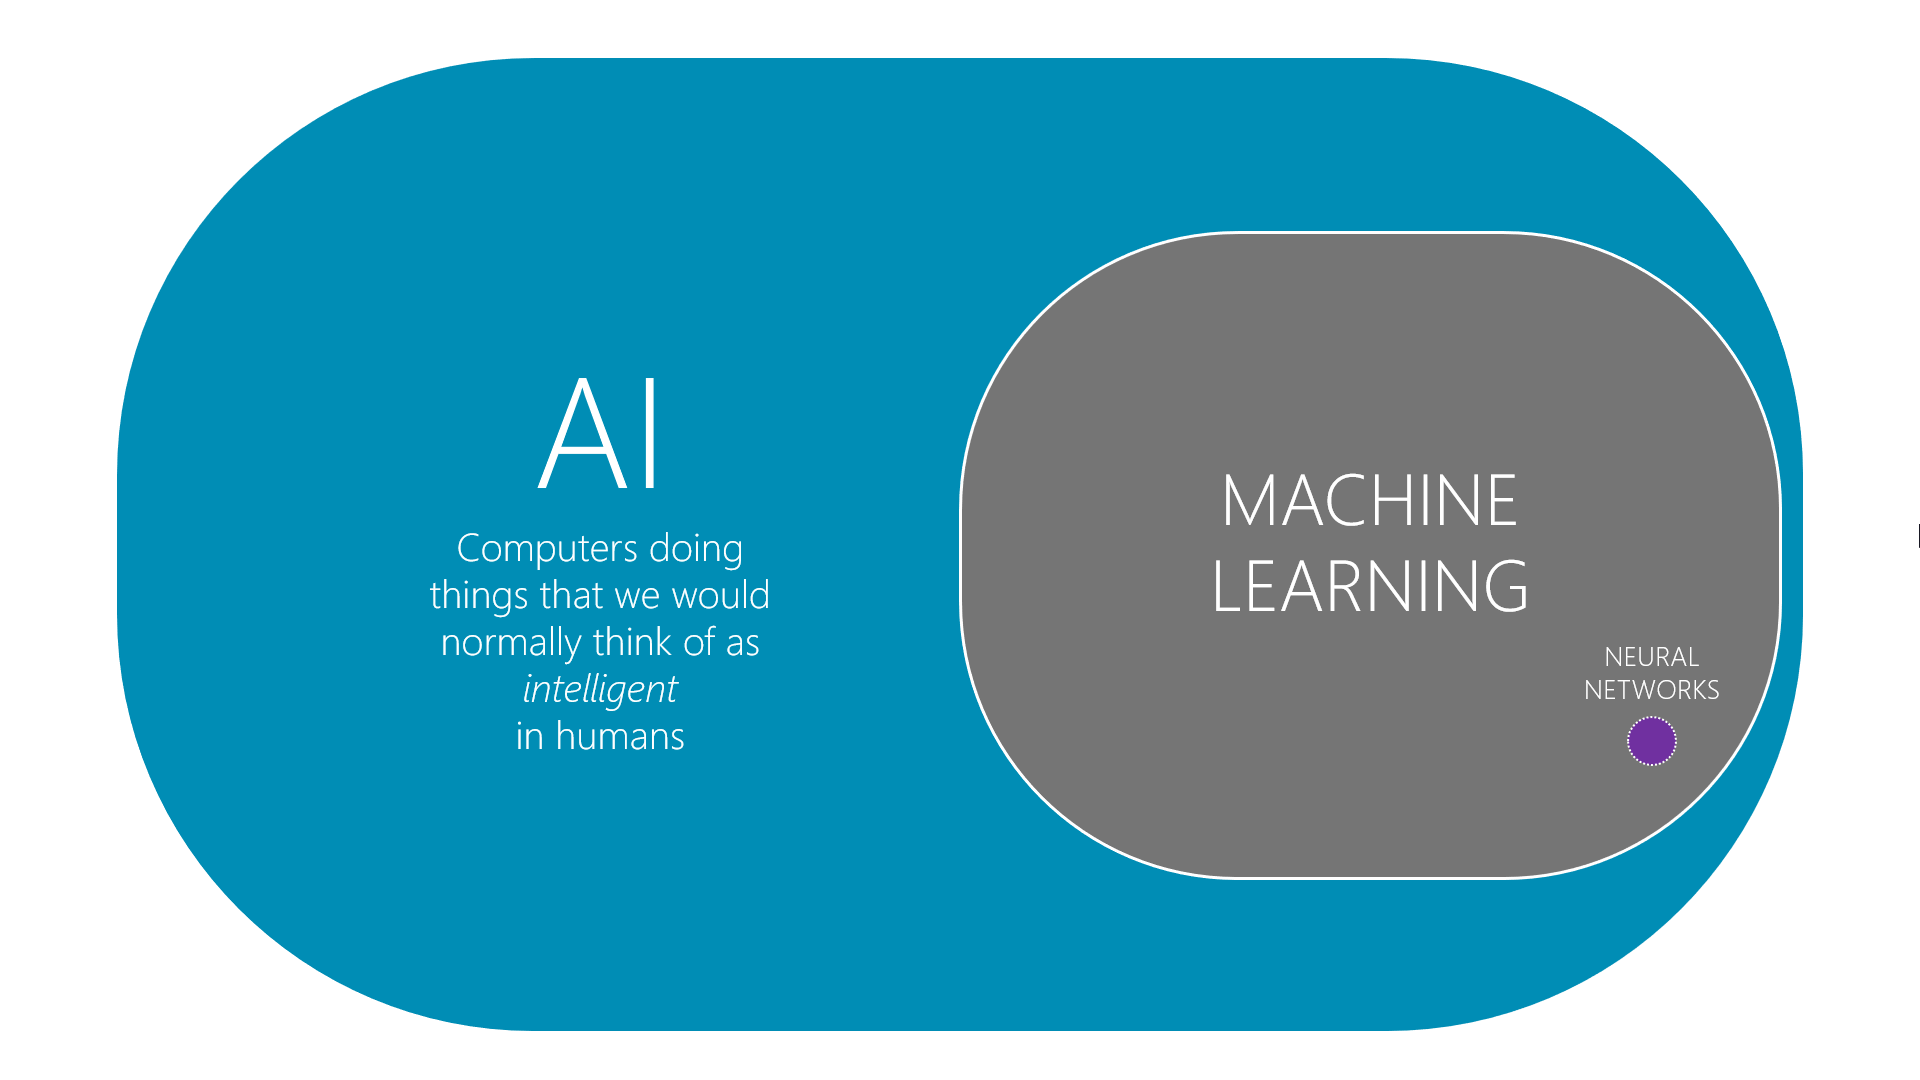 AI
Computers doing
things that we would
normally think of as
intelligent
in humans
MACHINE
LEARNING
NEURAL
NETWORKS